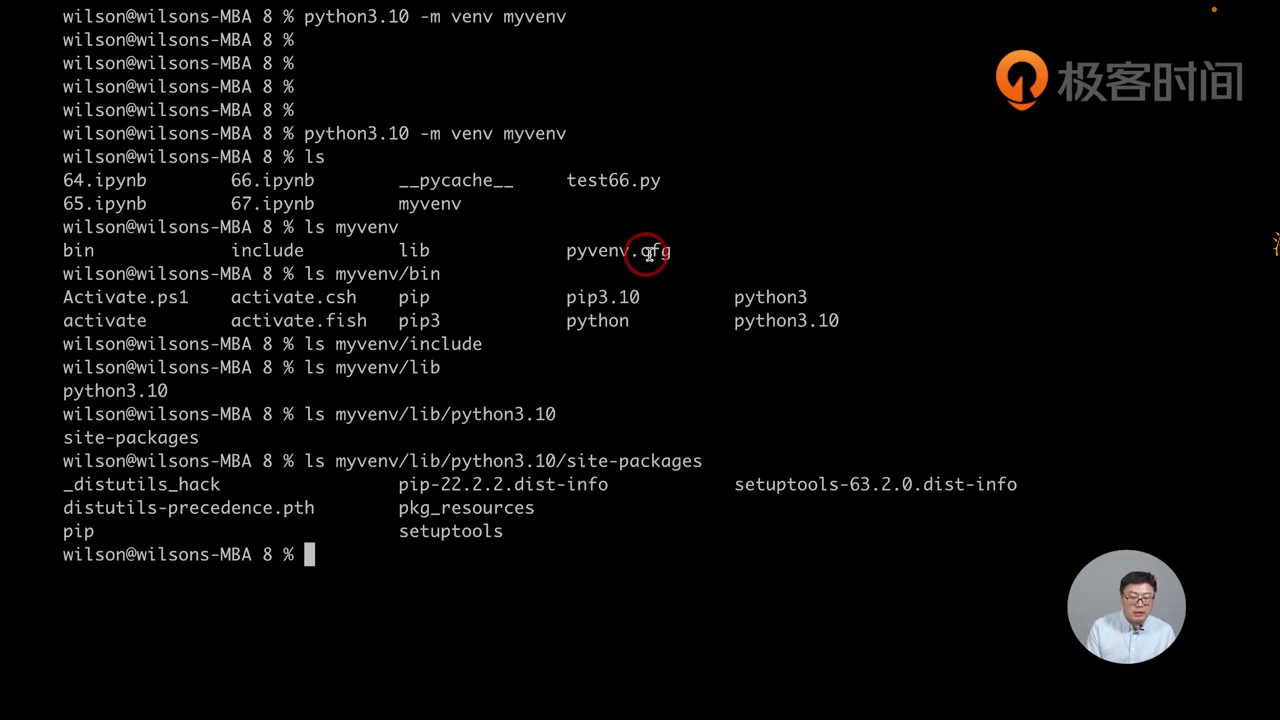 wilson@wilsons-MBA 8 % python3.10 -m venv myvenv
wilson@wilsons-MBA 8 %
wilson@wilsons-MBA 8 %
wilson@wilsons-MBA 8 %
wilson@wilsons-MBA 8 %
wilson@wilsons-MBA 8 % python3.10 -m venv myvenv
wilson@wilsons-MBA 8 % ls
64.ipynb 66.ipynb __pycache__ test66.py
65.ipynb 67.ipynb myvenv
wilson@wilsons-MBA 8 % ls myvenv
bin include lib pyvenv.cfg
wilson@wilsons-MBA 8 % ls myvenv/bin
Activate.ps1 activate.csh pip pip3.10 python3
activate activate.fish pip3 python python3.10
wilson@wilsons-MBA 8 % ls myvenv/include
wilson@wilsons-MBA 8 % ls myvenv/lib
python3.10
wilson@wilsons-MBA 8 % ls myvenv/lib/python3.10
site-packages
wilson@wilsons-MBA 8 % ls myvenv/lib/python3.10/site-packages
_distutils_hack pip-22.2.2.dist-info setuptools-63.2.0.dist-info
distutils-precedence.pth pkg_resources
pip setuptools
wilson@wilsons-MBA 8 %
极客时间